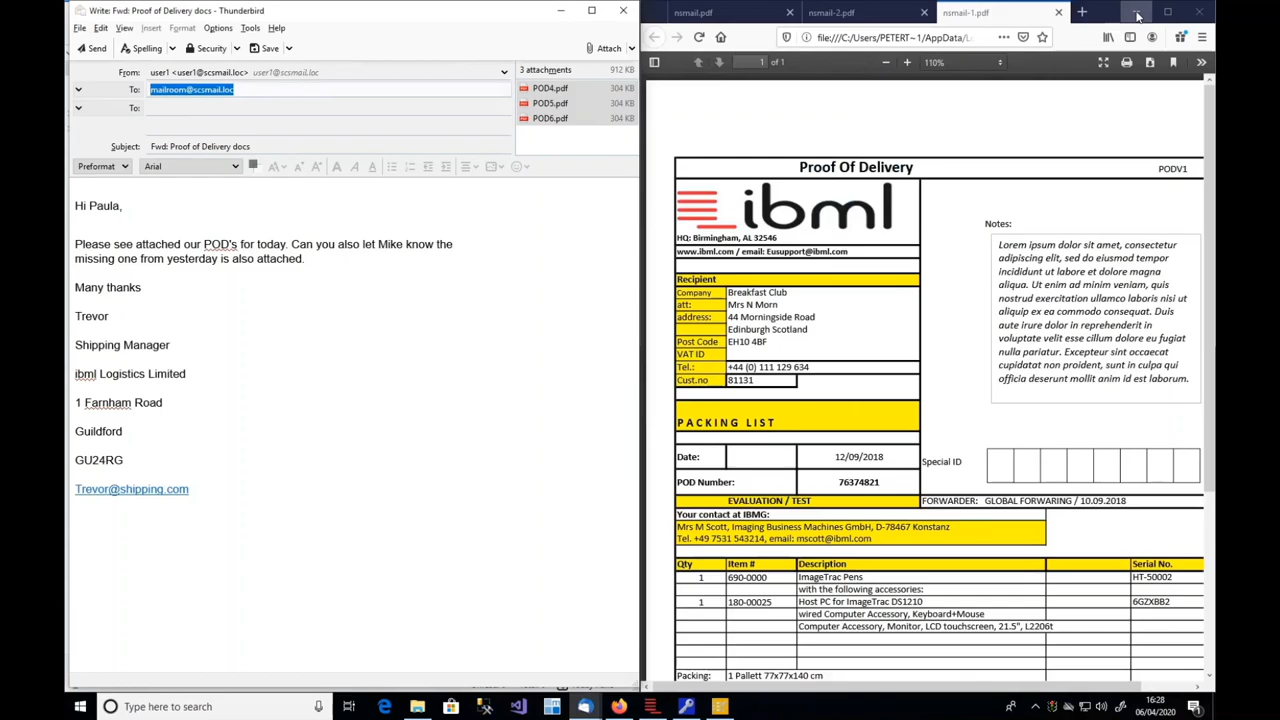 Write: Fwd: Proof of Delivery docs - Thunderbird
File Edit View Insert Format Options Tools Help
Send Spelling Security Save Attach
From: user1 <user1@scsmail.loc> user1@scsmail.loc
To: mailroom@scsmail.loc
To:
Subject: Fwd: Proof of Delivery docs
3 attachments 912 KB
POD4.pdf 304 KB
POD5.pdf 304 KB
POD6.pdf 304 KB
Preformat Arial
Hi Paula,
Please see attached our POD's for today. Can you also let Mike know the
missing one from yesterday is also attached.
Many thanks
Trevor
Shipping Manager
ibml Logistics Limited
1 Farnham Road
Guildford
GU24RG
Trevor@shipping.com
nsmail.pdf nsmail-2.pdf nsmail-1.pdf
file:///C:/Users/PETERT~1/AppData/Lo
1 of 1 110%
Proof Of Delivery PODV1
ibml
HQ: Birmingham, AL 32546
www.ibml.com / email: Eusupport@ibml.com
Recipient
Company Breakfast Club
att: Mrs N Morn
address: 44 Morningside Road
Edinburgh Scotland
Post Code EH10 4BF
VAT ID
Tel.: +44 (0) 111 129 634
Cust.no 81131
Notes:
Lorem ipsum dolor sit amet, consectetur
adipiscing elit, sed do eiusmod tempor
incididunt ut labore et dolore magna
aliqua. Ut enim ad minim veniam, quis
nostrud exercitation ullamco laboris nisi ut
aliquip ex ea commodo consequat. Duis
aute irure dolor in reprehenderit in
voluptate velit esse cillum dolore eu fugiat
nulla pariatur. Excepteur sint occaecat
cupidatat non proident, sunt in culpa qui
officia deserunt mollit anim id est laborum.
PACKING LIST
Date: 12/09/2018
Special ID
POD Number: 76374821
EVALUATION / TEST FORWARDER: GLOBAL FORWARING / 10.09.2018
Your contact at IBMG:
Mrs M Scott, Imaging Business Machines GmbH, D-78467 Konstanz
Tel. +49 7531 543214, email: mscott@ibml.com
Qty Item # Description Serial No.
1 690-0000 ImageTrac Pens HT-50002
with the following accessories:
1 180-00025 Host PC for ImageTrac DS1210 6GZXBB2
wired Computer Accessory, Keyboard+Mouse
Computer Accessory, Monitor, LCD touchscreen, 21.5", L2206t
Packing: 1 Pallett 77x77x140 cm
Type here to search
16:28
06/04/2020